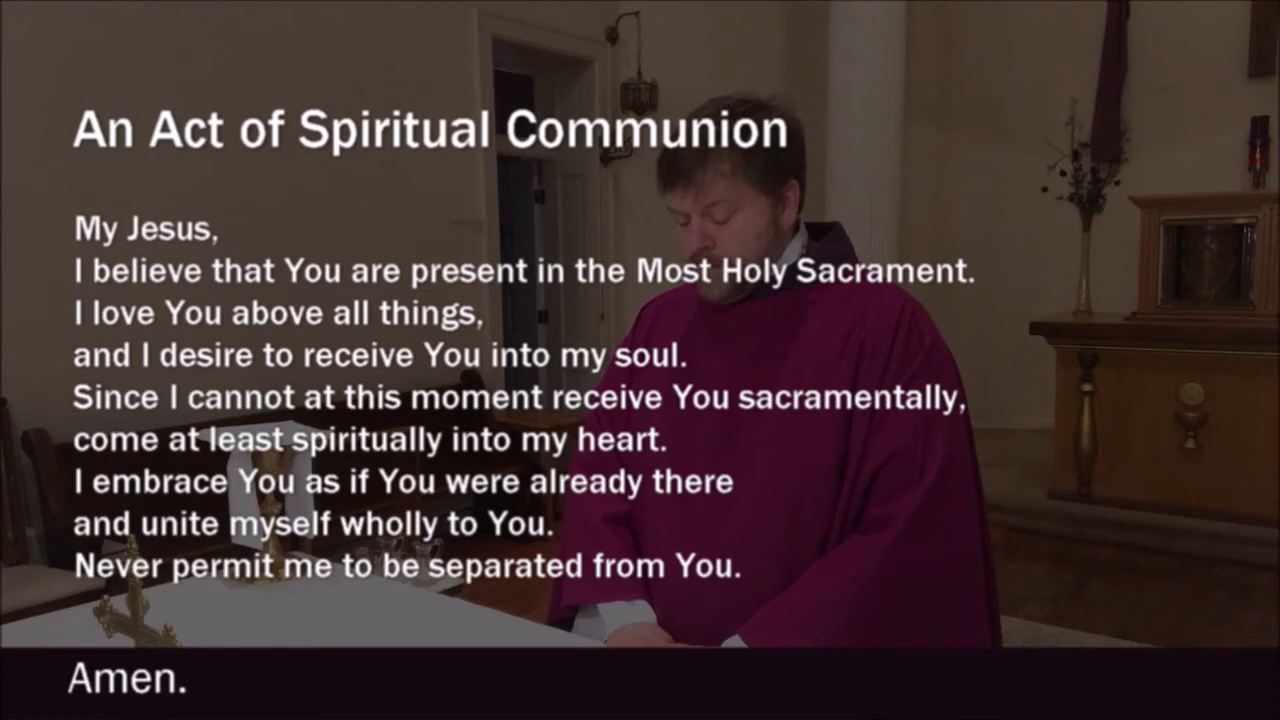 An Act of Spiritual Communion
My Jesus,
I believe that You are present in the Most Holy Sacrament.
I love You above all things,
and I desire to receive You into my soul.
Since I cannot at this moment receive You sacramentally,
come at least spiritually into my heart.
I embrace You as if You were already there
and unite myself wholly to You.
Never permit me to be separated from You.
Amen.